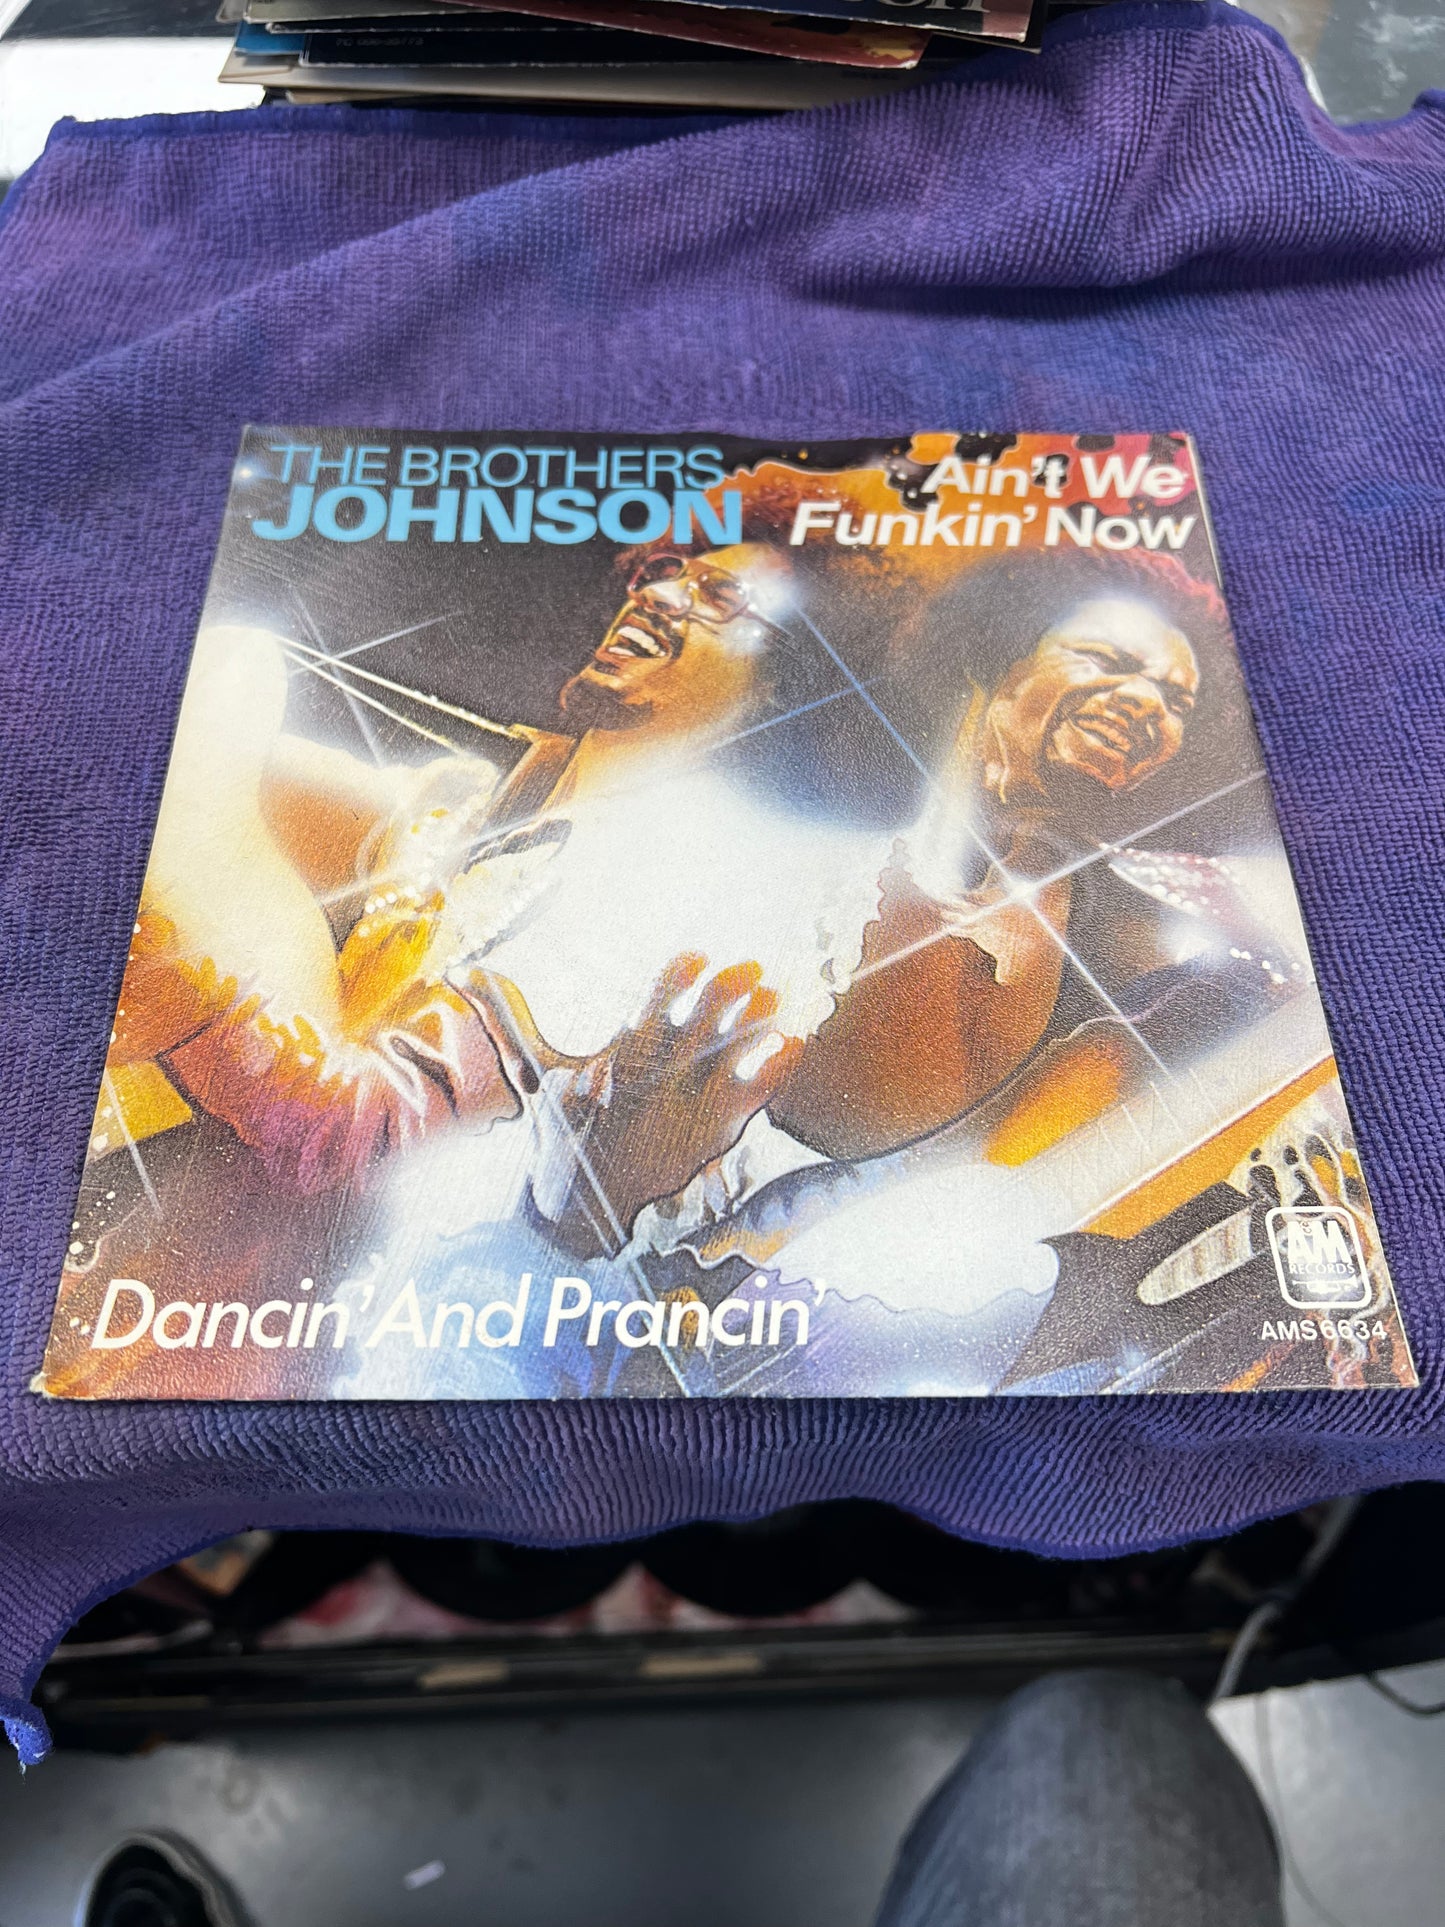 THE BROTHERS
JOHNSON
Ain't We
Funkin' Now
Dancin' And Prancin'
A&M
RECORDS
AMS 6634